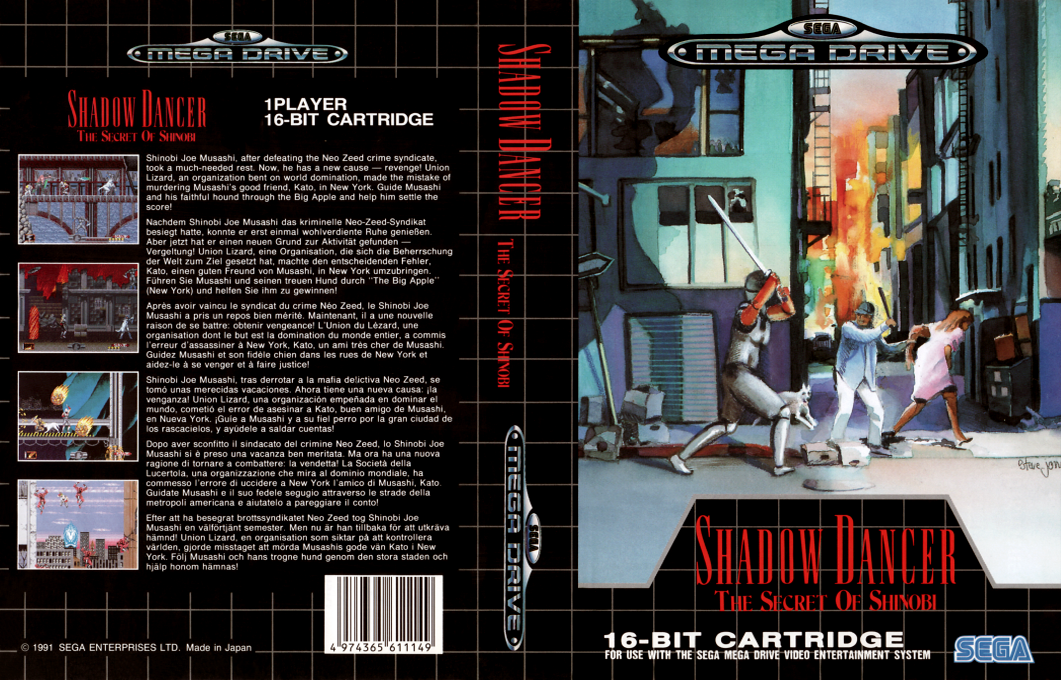 SEGA
MEGA DRIVE
SHADOW DANCER
THE SECRET OF SHINOBI
1PLAYER
16-BIT CARTRIDGE
Shinobi Joe Musashi, after defeating the Neo Zeed crime syndicate,
took a much-needed rest. Now, he has a new cause — revenge! Union
Lizard, an organization bent on world domination, made the mistake of
murdering Musashi's good friend, Kato, in New York. Guide Musashi
and his faithful hound through the Big Apple and help him settle the
score!
Nachdem Shinobi Joe Musashi das kriminelle Neo-Zeed-Syndikat
besiegt hatte, konnte er erst einmal wohlverdiente Ruhe genießen.
Aber jetzt hat er einen neuen Grund zur Aktivität gefunden —
Vergeltung! Union Lizard, eine Organisation, die sich die Beherrschung
der Welt zum Ziel gesetzt hat, machte den entscheidenden Fehler,
Kato, einen guten Freund von Musashi, in New York umzubringen.
Führen Sie Musashi und seinen treuen Hund durch "The Big Apple"
(New York) und helfen Sie ihm zu gewinnen!
Après avoir vaincu le syndicat du crime Néo Zeed, le Shinobi Joe
Musashi a pris un repos bien mérité. Maintenant, il a une nouvelle
raison de se battre: obtenir vengeance! L'Union du Lézard, une
organisation dont le but est la domination du monde entier, a commis
l'erreur d'assassiner à New York, Kato, un ami très cher de Musashi.
Guidez Musashi et son fidèle chien dans les rues de New York et
aidez-le à se venger et à faire justice!
Shinobi Joe Musashi, tras derrotar a la mafia delictiva Neo Zeed, se
tomó unas merecidas vacaciones. Ahora tiene una nueva causa: ¡la
venganza! Union Lizard, una organización empeñada en dominar el
mundo, cometió el error de asesinar a Kato, buen amigo de Musashi,
en Nueva York. ¡Guíe a Musashi y a su fiel perro por la gran ciudad de
los rascacielos, y ayúdele a saldar cuentas!
Dopo aver sconfitto il sindacato del crimine Neo Zeed, lo Shinobi Joe
Musashi si è preso una vacanza ben meritata. Ma ora ha una nuova
ragione di tornare a combattere: la vendetta! La Società della
Lucertola, una organizzazione che mira al dominio mondiale, ha
commesso l'errore di uccidere a New York l'amico di Musashi, Kato.
Guidate Musashi e il suo fedele segugio attraverso le strade della
metropoli americana e aiutatelo a pareggiare il conto!
Efter att ha besegrat brottssyndikatet Neo Zeed tog Shinobi Joe
Musashi en välförtjänt semester. Men nu är han tillbaka för att utkräva
hämnd! Union Lizard, en organisation som siktar på att kontrollera
världen, gjorde misstaget att mörda Musashis gode vän Kato i New
York. Följ Musashi och hans trogne hund genom den stora staden och
hjälp honom hämnas!
4 974365 611149
© 1991 SEGA ENTERPRISES LTD. Made in Japan
SHADOW DANCER
THE SECRET OF SHINOBI
SEGA
MEGA DRIVE
SEGA
MEGA DRIVE
SHADOW DANCER
THE SECRET OF SHINOBI
16-BIT CARTRIDGE
FOR USE WITH THE SEGA MEGA DRIVE VIDEO ENTERTAINMENT SYSTEM
SEGA